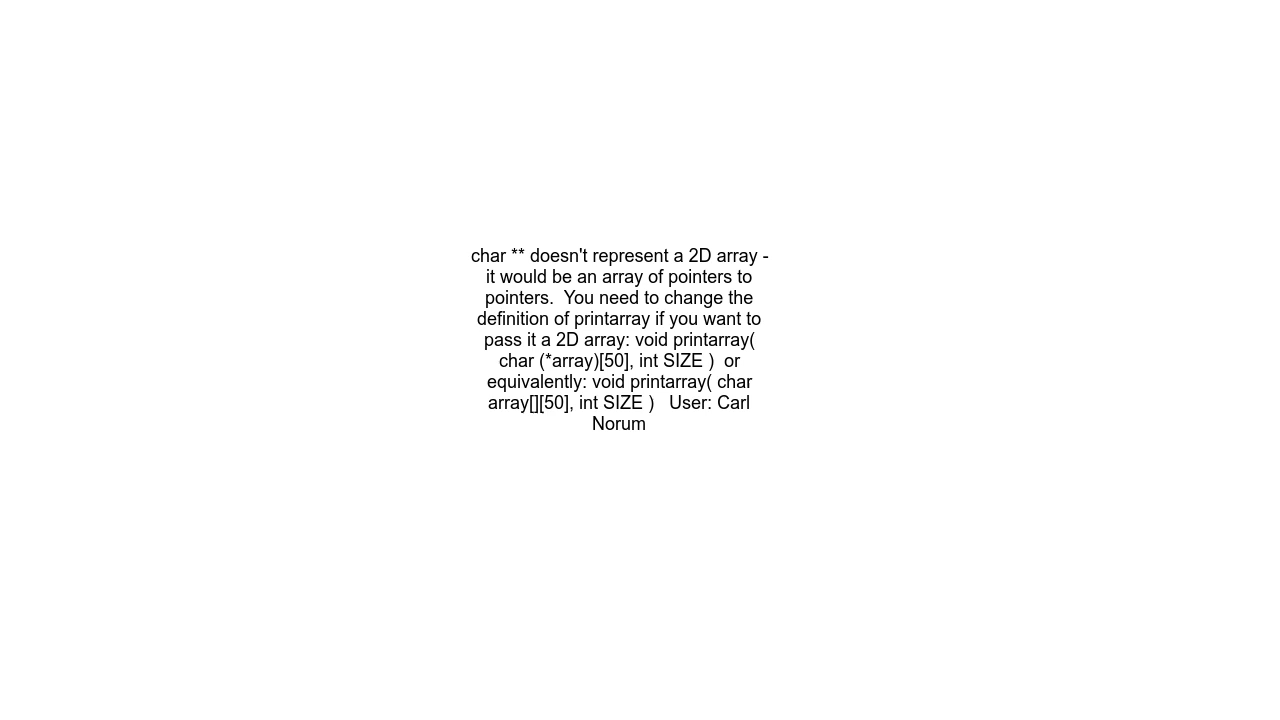 char ** doesn't represent a 2D array -
it would be an array of pointers to
pointers.  You need to change the
definition of printarray if you want to
pass it a 2D array: void printarray(
char (*array)[50], int SIZE )  or
equivalently: void printarray( char
array[][50], int SIZE )   User: Carl
Norum